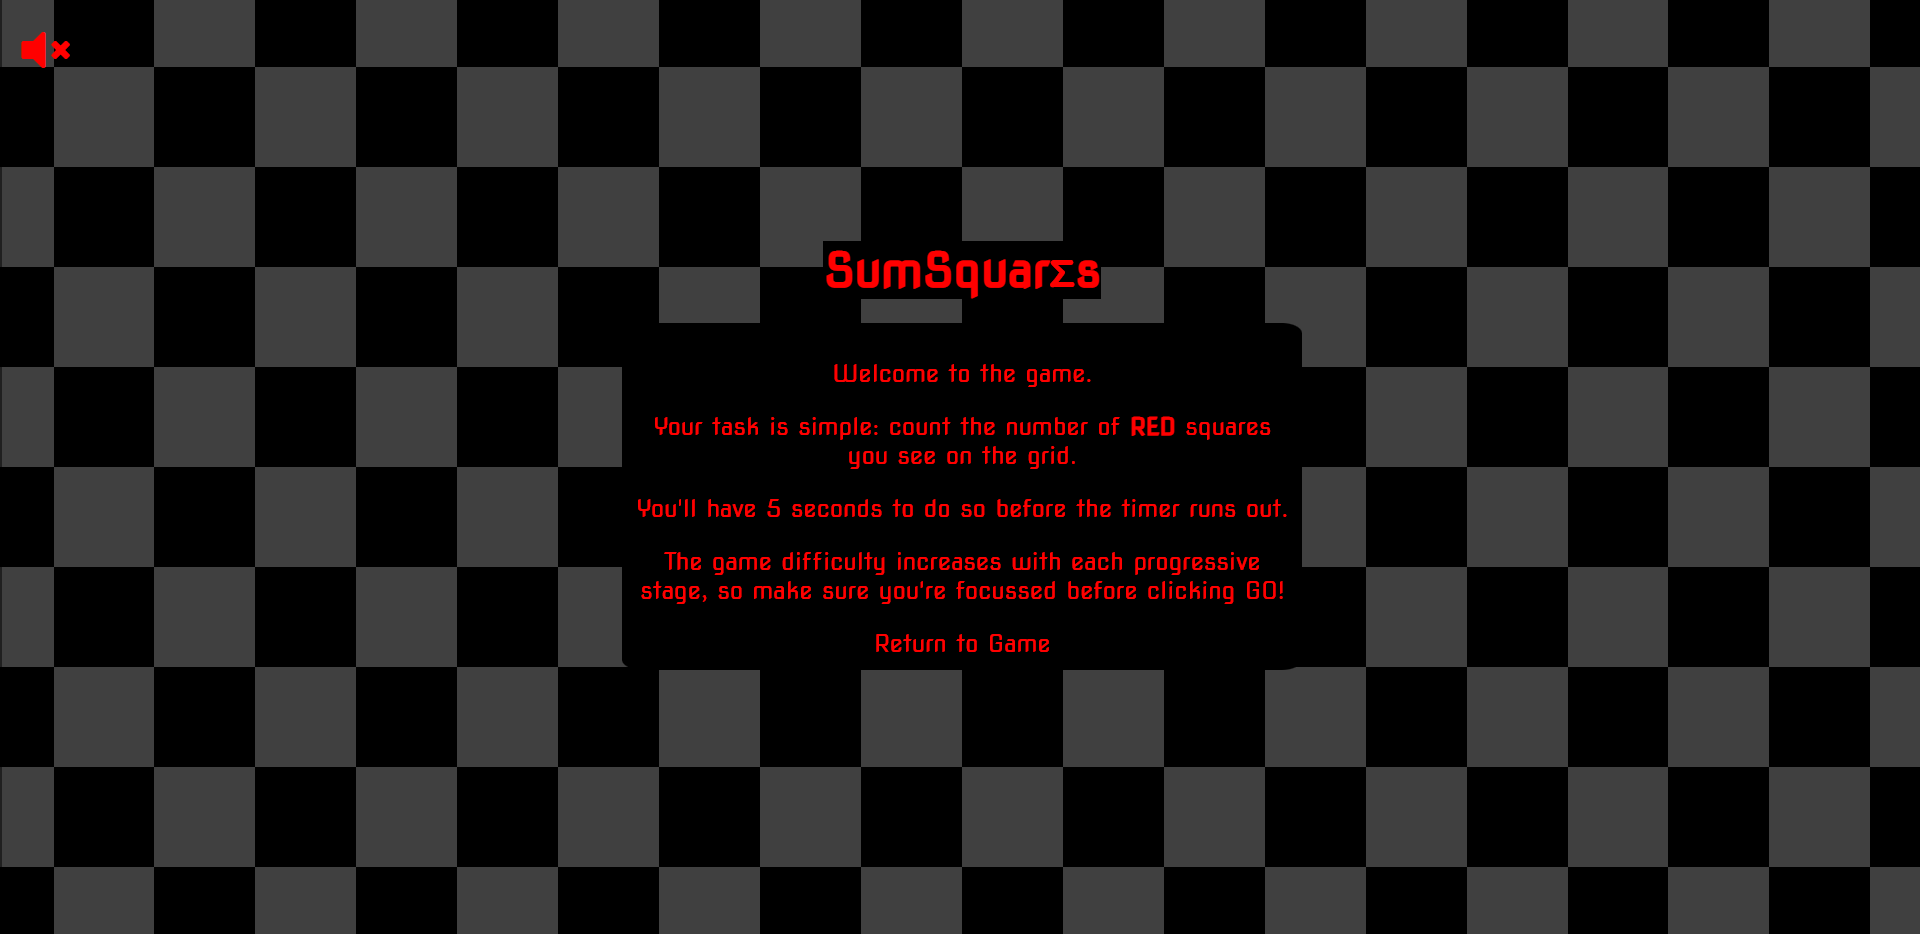 SumSquarΣs
Welcome to the game.
Your task is simple: count the number of RED squares
you see on the grid.
You'll have 5 seconds to do so before the timer runs out.
The game difficulty increases with each progressive
stage, so make sure you're focussed before clicking GO!
Return to Game